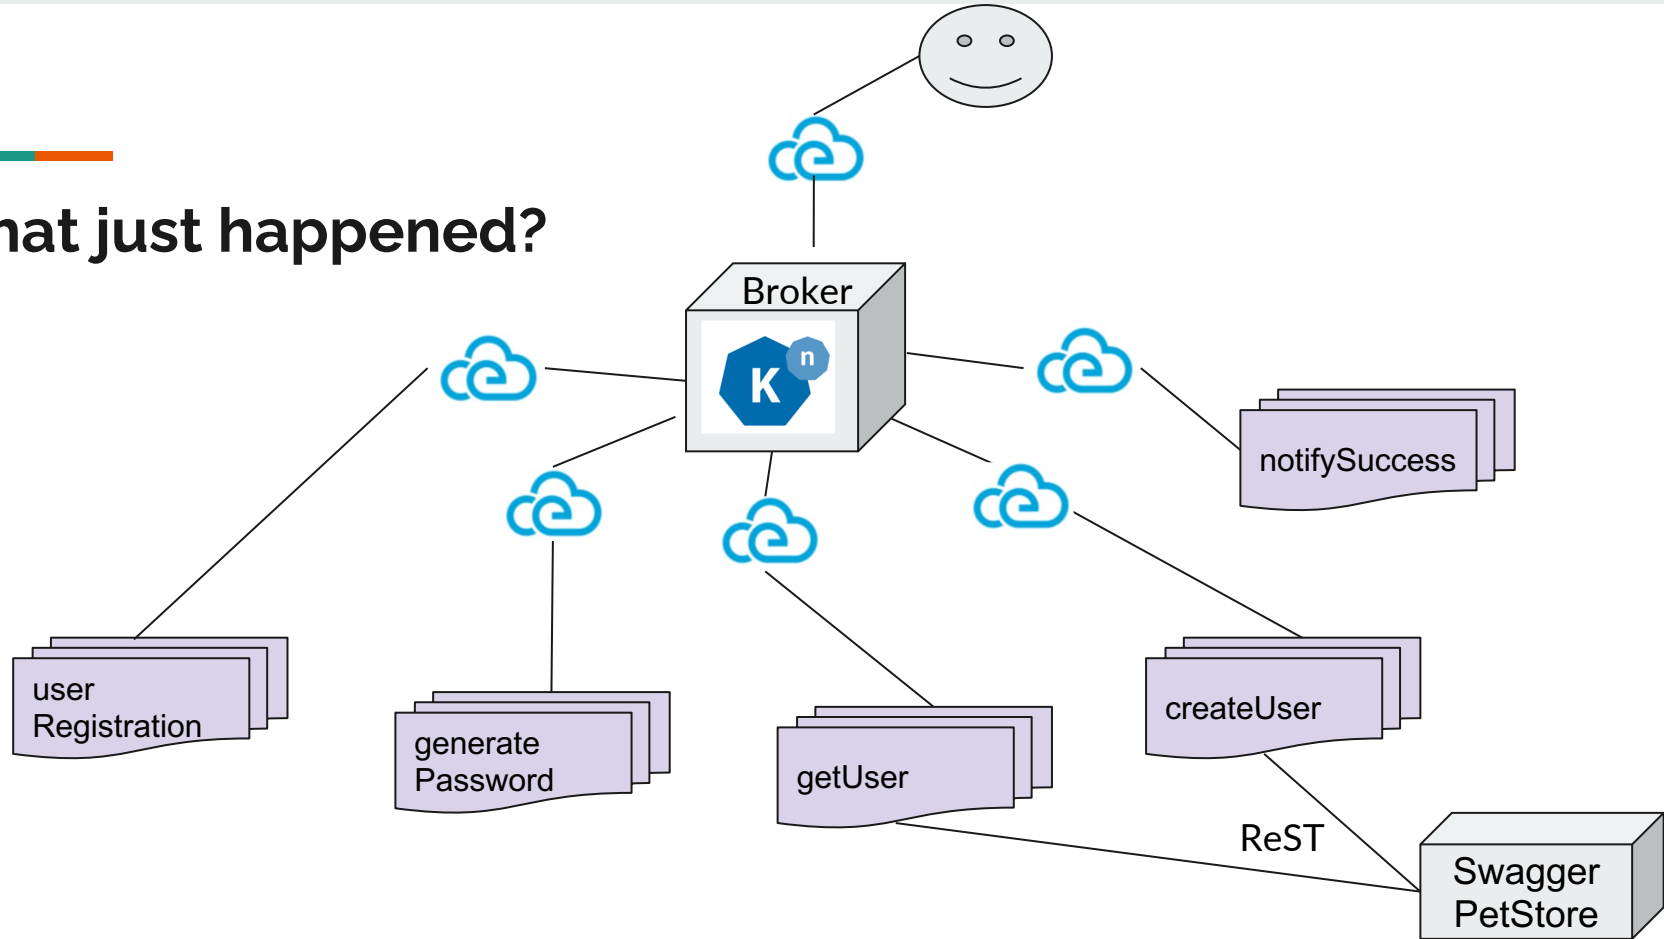 hat just happened?
Broker
K
n
notifySuccess
user
Registration
generate
Password
getUser
createUser
ReST
Swagger
PetStore